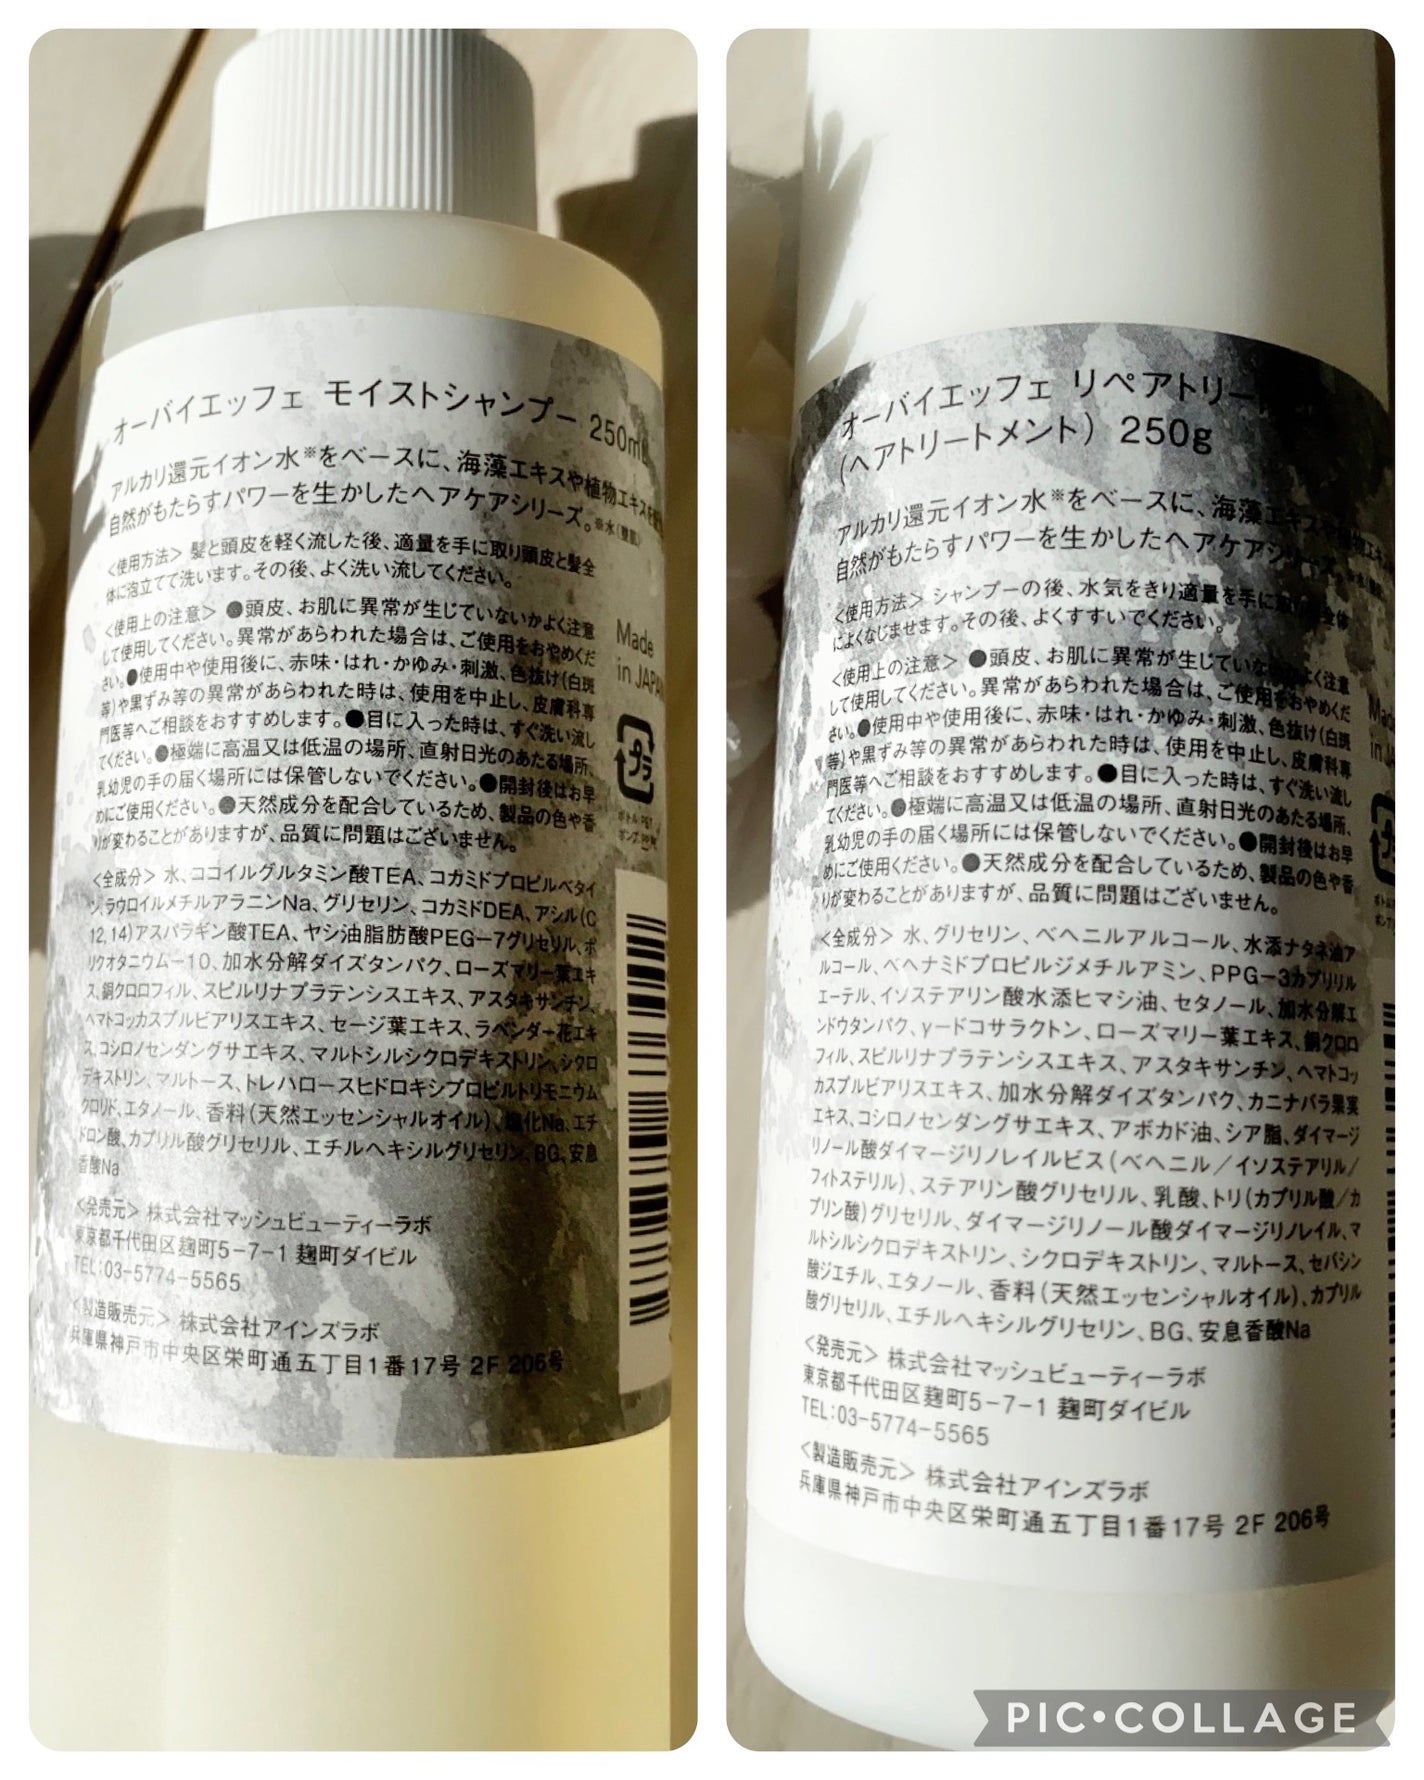 オーバイエッフェ モイストシャンプー 250mL
アルカリ還元イオン水※をベースに、海藻エキスや植物エキス
自然がもたらすパワーを生かしたヘアケアシリーズ。※水(整肌)
＜使用方法＞ 髪と頭皮を軽く流した後、適量を手に取り頭皮と髪全
体に泡立てて洗います。その後、よく洗い流してください。
＜使用上の注意＞ ●頭皮、お肌に異常が生じていないかよく注意
して使用してください。異常があらわれた場合は、ご使用をおやめくだ
さい。●使用中や使用後に、赤味・はれ・かゆみ・刺激、色抜け(白斑
等)や黒ずみ等の異常があらわれた時は、使用を中止し、皮膚科専
門医等へご相談をおすすめします。●目に入った時は、すぐ洗い流し
てください。●極端に高温又は低温の場所、直射日光のあたる場所、
乳幼児の手の届く場所には保管しないでください。●開封後はお早
めにご使用ください。●天然成分を配合しているため、製品の色や香
りが変わることがありますが、品質に問題はございません。
＜全成分＞ 水、ココイルグルタミン酸TEA、コカミドプロピルベタイ
ン、ラウロイルメチルアラニンNa、グリセリン、コカミドDEA、アシル(C
12,14)アスパラギン酸TEA、ヤシ油脂肪酸PEG-7グリセリル、ポ
リクオタニウム-10、加水分解ダイズタンパク、ローズマリー葉エキ
ス、銅クロロフィル、スピルリナプラテンシスエキス、アスタキサンチン、
ヘマトコッカスプルビアリスエキス、セージ葉エキス、ラベンダー花エキ
ス、コシロノセンダングサエキス、マルトシルシクロデキストリン、シクロ
デキストリン、マルトース、トレハロースヒドロキシプロピルトリモニウム
クロリド、エタノール、香料(天然エッセンシャルオイル)、塩化Na、エチ
ドロン酸、カプリル酸グリセリル、エチルヘキシルグリセリン、BG、安息
香酸Na
＜発売元＞ 株式会社マッシュビューティーラボ
東京都千代田区麹町5-7-1 麹町ダイビル
TEL:03-5774-5565
＜製造販売元＞ 株式会社アインズラボ
兵庫県神戸市中央区栄町通五丁目1番17号 2F 206号
Made
in JAPAN
プラ
オーバイエッフェ リペアトリー
(ヘアトリートメント) 250g
アルカリ還元イオン水※をベースに、海藻エキスや植物エキ
自然がもたらすパワーを生かしたヘアケアシリーズ。
＜使用方法＞ シャンプーの後、水気をきり適量を手に取り全体
によくなじませます。その後、よくすすいでください。
＜使用上の注意＞ ●頭皮、お肌に異常が生じていないかよく注意
して使用してください。異常があらわれた場合は、ご使用をおやめくだ
さい。●使用中や使用後に、赤味・はれ・かゆみ・刺激、色抜け(白斑
等)や黒ずみ等の異常があらわれた時は、使用を中止し、皮膚科専
門医等へご相談をおすすめします。●目に入った時は、すぐ洗い流し
てください。●極端に高温又は低温の場所、直射日光のあたる場所、
乳幼児の手の届く場所には保管しないでください。●開封後はお早
めにご使用ください。●天然成分を配合しているため、製品の色や香
りが変わることがありますが、品質に問題はございません。
＜全成分＞ 水、グリセリン、ベヘニルアルコール、水添ナタネ油ア
ルコール、ベヘナミドプロピルジメチルアミン、PPG-3カプリリル
エーテル、イソステアリン酸水添ヒマシ油、セタノール、加水分解エ
ンドウタンパク、γ-ドコサラクトン、ローズマリー葉エキス、銅クロロ
フィル、スピルリナプラテンシスエキス、アスタキサンチン、ヘマトコッ
カスプルビアリスエキス、加水分解ダイズタンパク、カニナバラ果実
エキス、コシロノセンダングサエキス、アボカド油、シア脂、ダイマージ
リノール酸ダイマージリノレイルビス(ベヘニル／イソステアリル／
フィトステリル)、ステアリン酸グリセリル、乳酸、トリ(カプリル酸／カ
プリン酸)グリセリル、ダイマージリノール酸ダイマージリノレイル、マ
ルトシルシクロデキストリン、シクロデキストリン、マルトース、セバシン
酸ジエチル、エタノール、香料(天然エッセンシャルオイル)、カプリル
酸グリセリル、エチルヘキシルグリセリン、BG、安息香酸Na
＜発売元＞ 株式会社マッシュビューティーラボ
東京都千代田区麹町5-7-1 麹町ダイビル
TEL:03-5774-5565
＜製造販売元＞ 株式会社アインズラボ
兵庫県神戸市中央区栄町通五丁目1番17号 2F 206号
PIC•COLLAGE